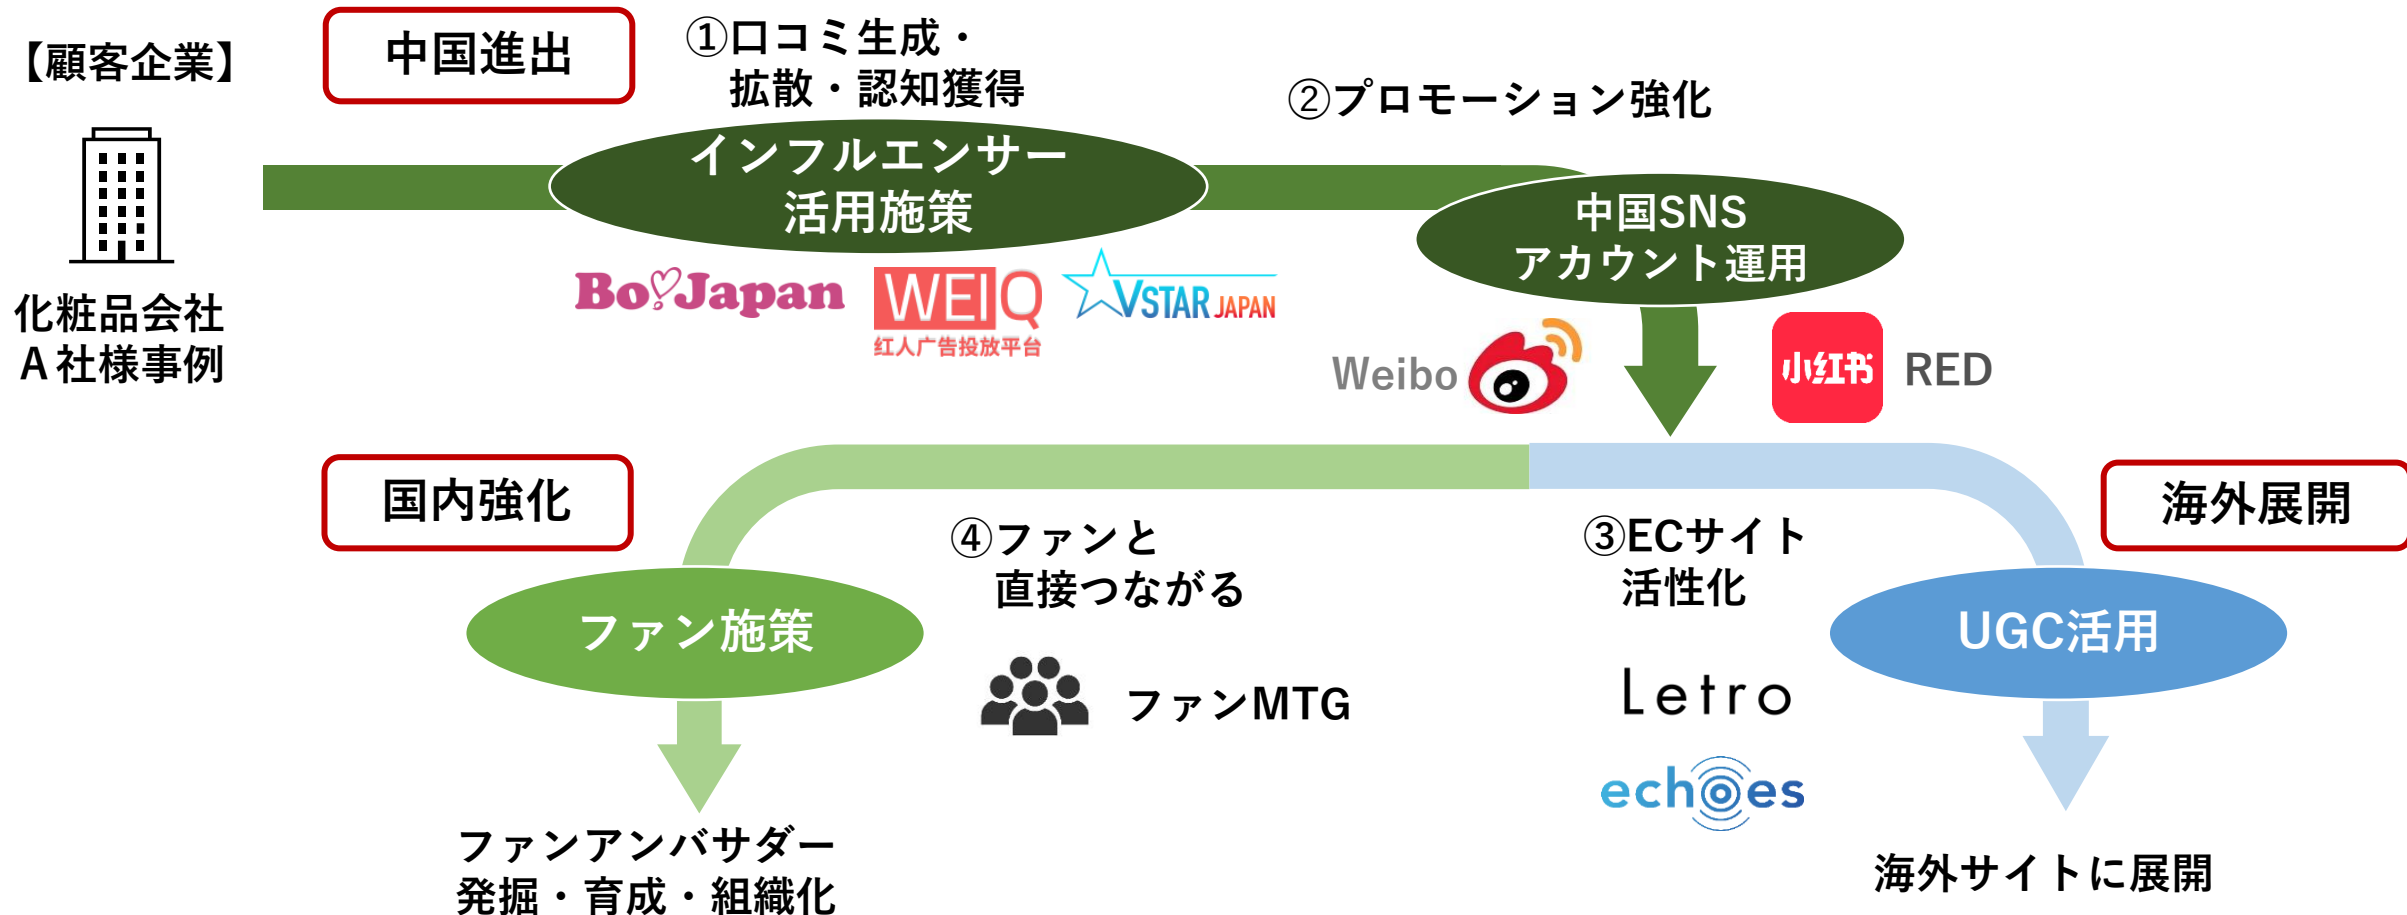 【顧客企業】
化粧品会社
A社様事例
中国進出
①口コミ生成・
拡散・認知獲得
インフルエンサー
活用施策
Bo Japan
WEIQ
红人广告投放平台
VSTAR JAPAN
②プロモーション強化
中国SNS
アカウント運用
Weibo
小红书
RED
国内強化
ファン施策
④ファンと
直接つながる
ファンMTG
ファンアンバサダー
発掘・育成・組織化
海外展開
③ECサイト
活性化
UGC活用
Letro
echoes
海外サイトに展開